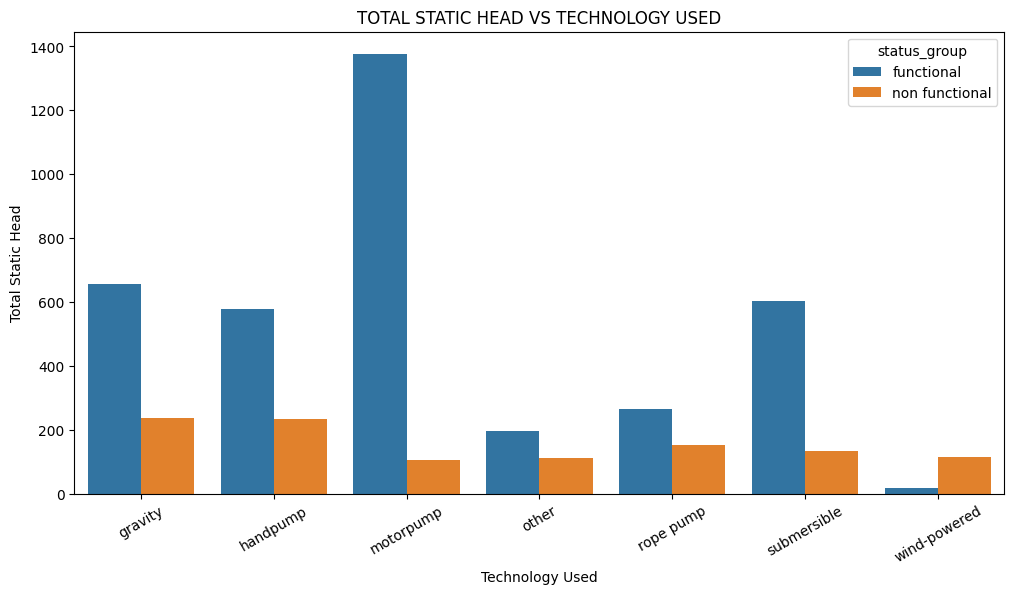 TOTAL STATIC HEAD VS TECHNOLOGY USED
status_group
functional
non functional
Total Static Head
1400
1200
1000
800
600
400
200
0
gravity
handpump
motorpump
other
rope pump
submersible
wind-powered
Technology Used